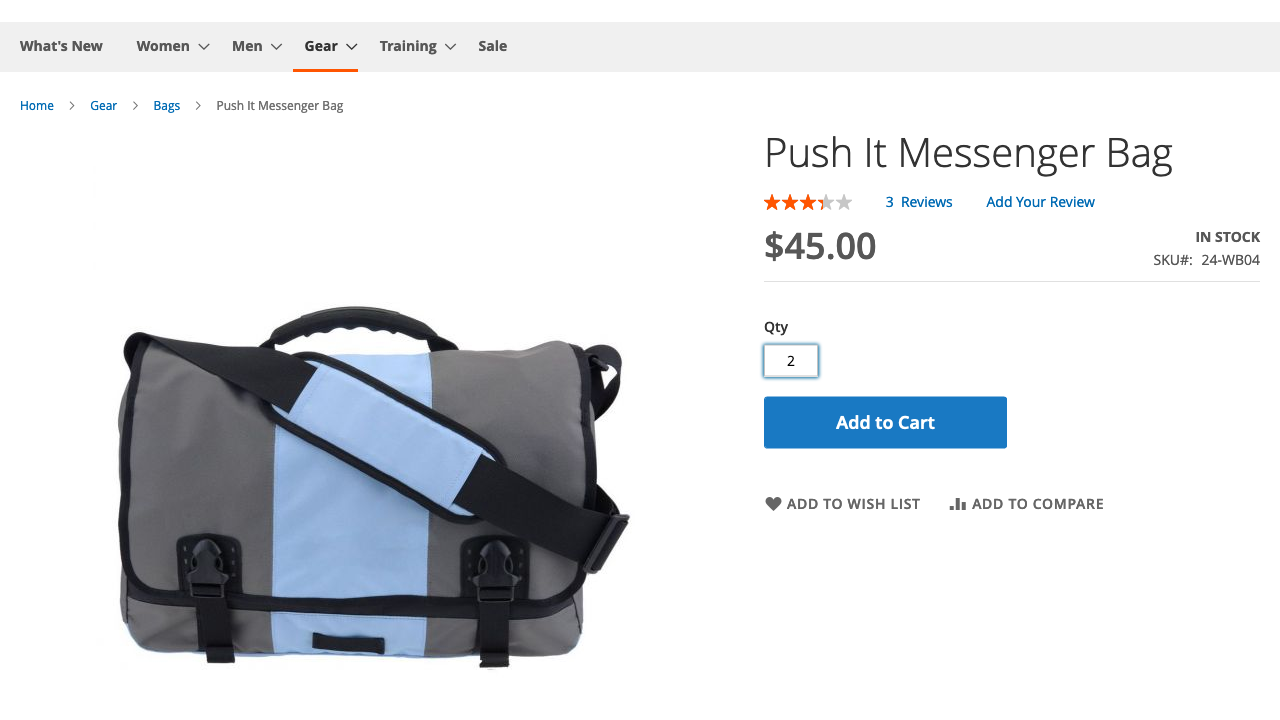 What's New Women Men Gear Training Sale
Home Gear Bags Push It Messenger Bag
Push It Messenger Bag
3 Reviews Add Your Review
$45.00
IN STOCK
SKU#: 24-WB04
Qty
2
Add to Cart
ADD TO WISH LIST ADD TO COMPARE